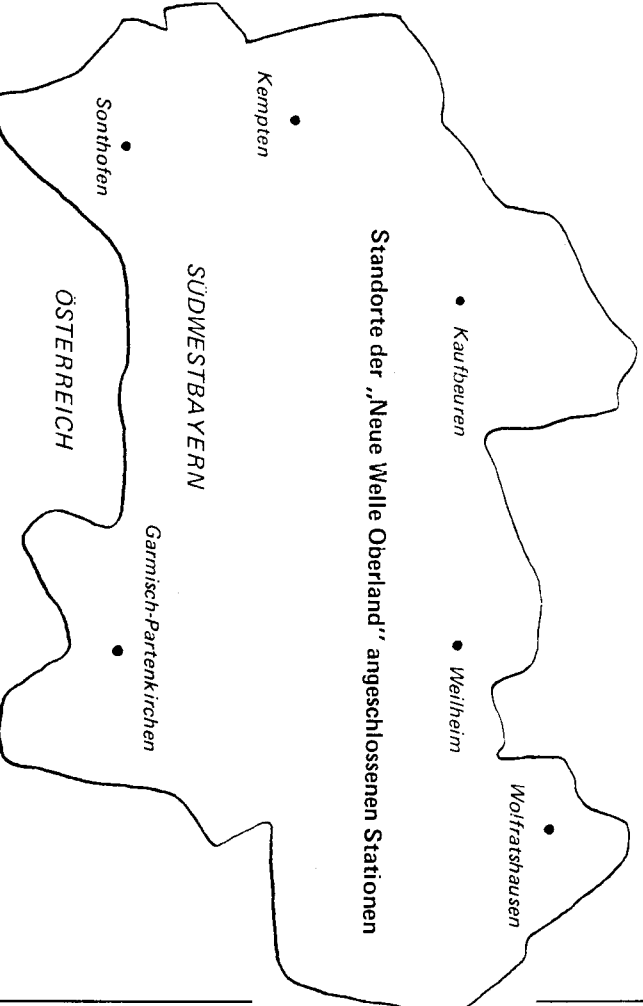 Wolfratshausen
Kaufbeuren
Weilheim
Standorte der „Neue Welle Oberland" angeschlossenen Stationen
Kempten
SÜDWESTBAYERN
Garmisch-Partenkirchen
Sonthofen
ÖSTERREICH